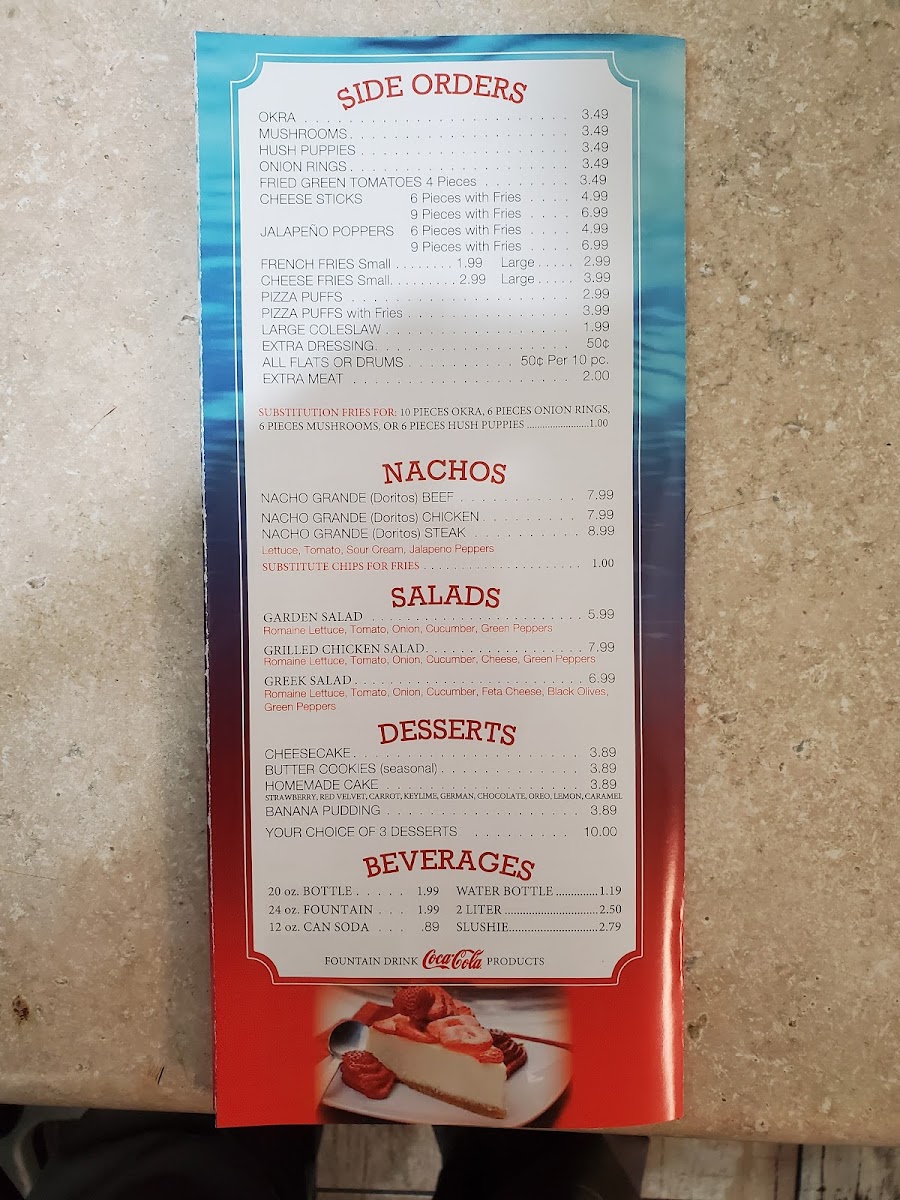 SIDE ORDERS
OKRA . . . . . . . . . . . . . . . . . . . . . . . 3.49
MUSHROOMS . . . . . . . . . . . . . . . . . . . 3.49
HUSH PUPPIES . . . . . . . . . . . . . . . . . . 3.49
ONION RINGS . . . . . . . . . . . . . . . . . . . 3.49
FRIED GREEN TOMATOES 4 Pieces . . . . . . . . 3.49
CHEESE STICKS 6 Pieces with Fries . . . . 4.99
9 Pieces with Fries . . . . 6.99
JALAPEÑO POPPERS 6 Pieces with Fries . . . . 4.99
9 Pieces with Fries . . . . 6.99
FRENCH FRIES Small . . . . . . . . . 1.99 Large . . . . . 2.99
CHEESE FRIES Small . . . . . . . . . 2.99 Large . . . . . 3.99
PIZZA PUFFS . . . . . . . . . . . . . . . . . . . 2.99
PIZZA PUFFS with Fries . . . . . . . . . . . . . . 3.99
LARGE COLESLAW . . . . . . . . . . . . . . . . 1.99
EXTRA DRESSING . . . . . . . . . . . . . . . . . 50¢
ALL FLATS OR DRUMS . . . . . . . . . . 50¢ Per 10 pc.
EXTRA MEAT . . . . . . . . . . . . . . . . . . . 2.00
SUBSTITUTION FRIES FOR: 10 PIECES OKRA, 6 PIECES ONION RINGS,
6 PIECES MUSHROOMS, OR 6 PIECES HUSH PUPPIES ........................1.00
NACHOS
NACHO GRANDE (Doritos) BEEF . . . . . . . . . . . 7.99
NACHO GRANDE (Doritos) CHICKEN . . . . . . . . . 7.99
NACHO GRANDE (Doritos) STEAK . . . . . . . . . . 8.99
Lettuce, Tomato, Sour Cream, Jalapeno Peppers
SUBSTITUTE CHIPS FOR FRIES . . . . . . . . . . . . . . . . . . . . . 1.00
SALADS
GARDEN SALAD . . . . . . . . . . . . . . . . . . . . 5.99
Romaine Lettuce, Tomato, Onion, Cucumber, Green Peppers
GRILLED CHICKEN SALAD . . . . . . . . . . . . . . . 7.99
Romaine Lettuce, Tomato, Onion, Cucumber, Cheese, Green Peppers
GREEK SALAD . . . . . . . . . . . . . . . . . . . . . 6.99
Romaine Lettuce, Tomato, Onion, Cucumber, Feta Cheese, Black Olives,
Green Peppers
DESSERTS
CHEESECAKE . . . . . . . . . . . . . . . . . . . . 3.89
BUTTER COOKIES (seasonal) . . . . . . . . . . . . . 3.89
HOMEMADE CAKE . . . . . . . . . . . . . . . . . 3.89
STRAWBERRY, RED VELVET, CARROT, KEYLIME, GERMAN, CHOCOLATE, OREO, LEMON, CARAMEL
BANANA PUDDING . . . . . . . . . . . . . . . . . 3.89
YOUR CHOICE OF 3 DESSERTS . . . . . . . . . 10.00
BEVERAGES
20 oz. BOTTLE . . . . . 1.99 WATER BOTTLE .............1.19
24 oz. FOUNTAIN . . . 1.99 2 LITER .............................2.50
12 oz. CAN SODA . . . .89 SLUSHIE...........................2.79
FOUNTAIN DRINK Coca-Cola PRODUCTS